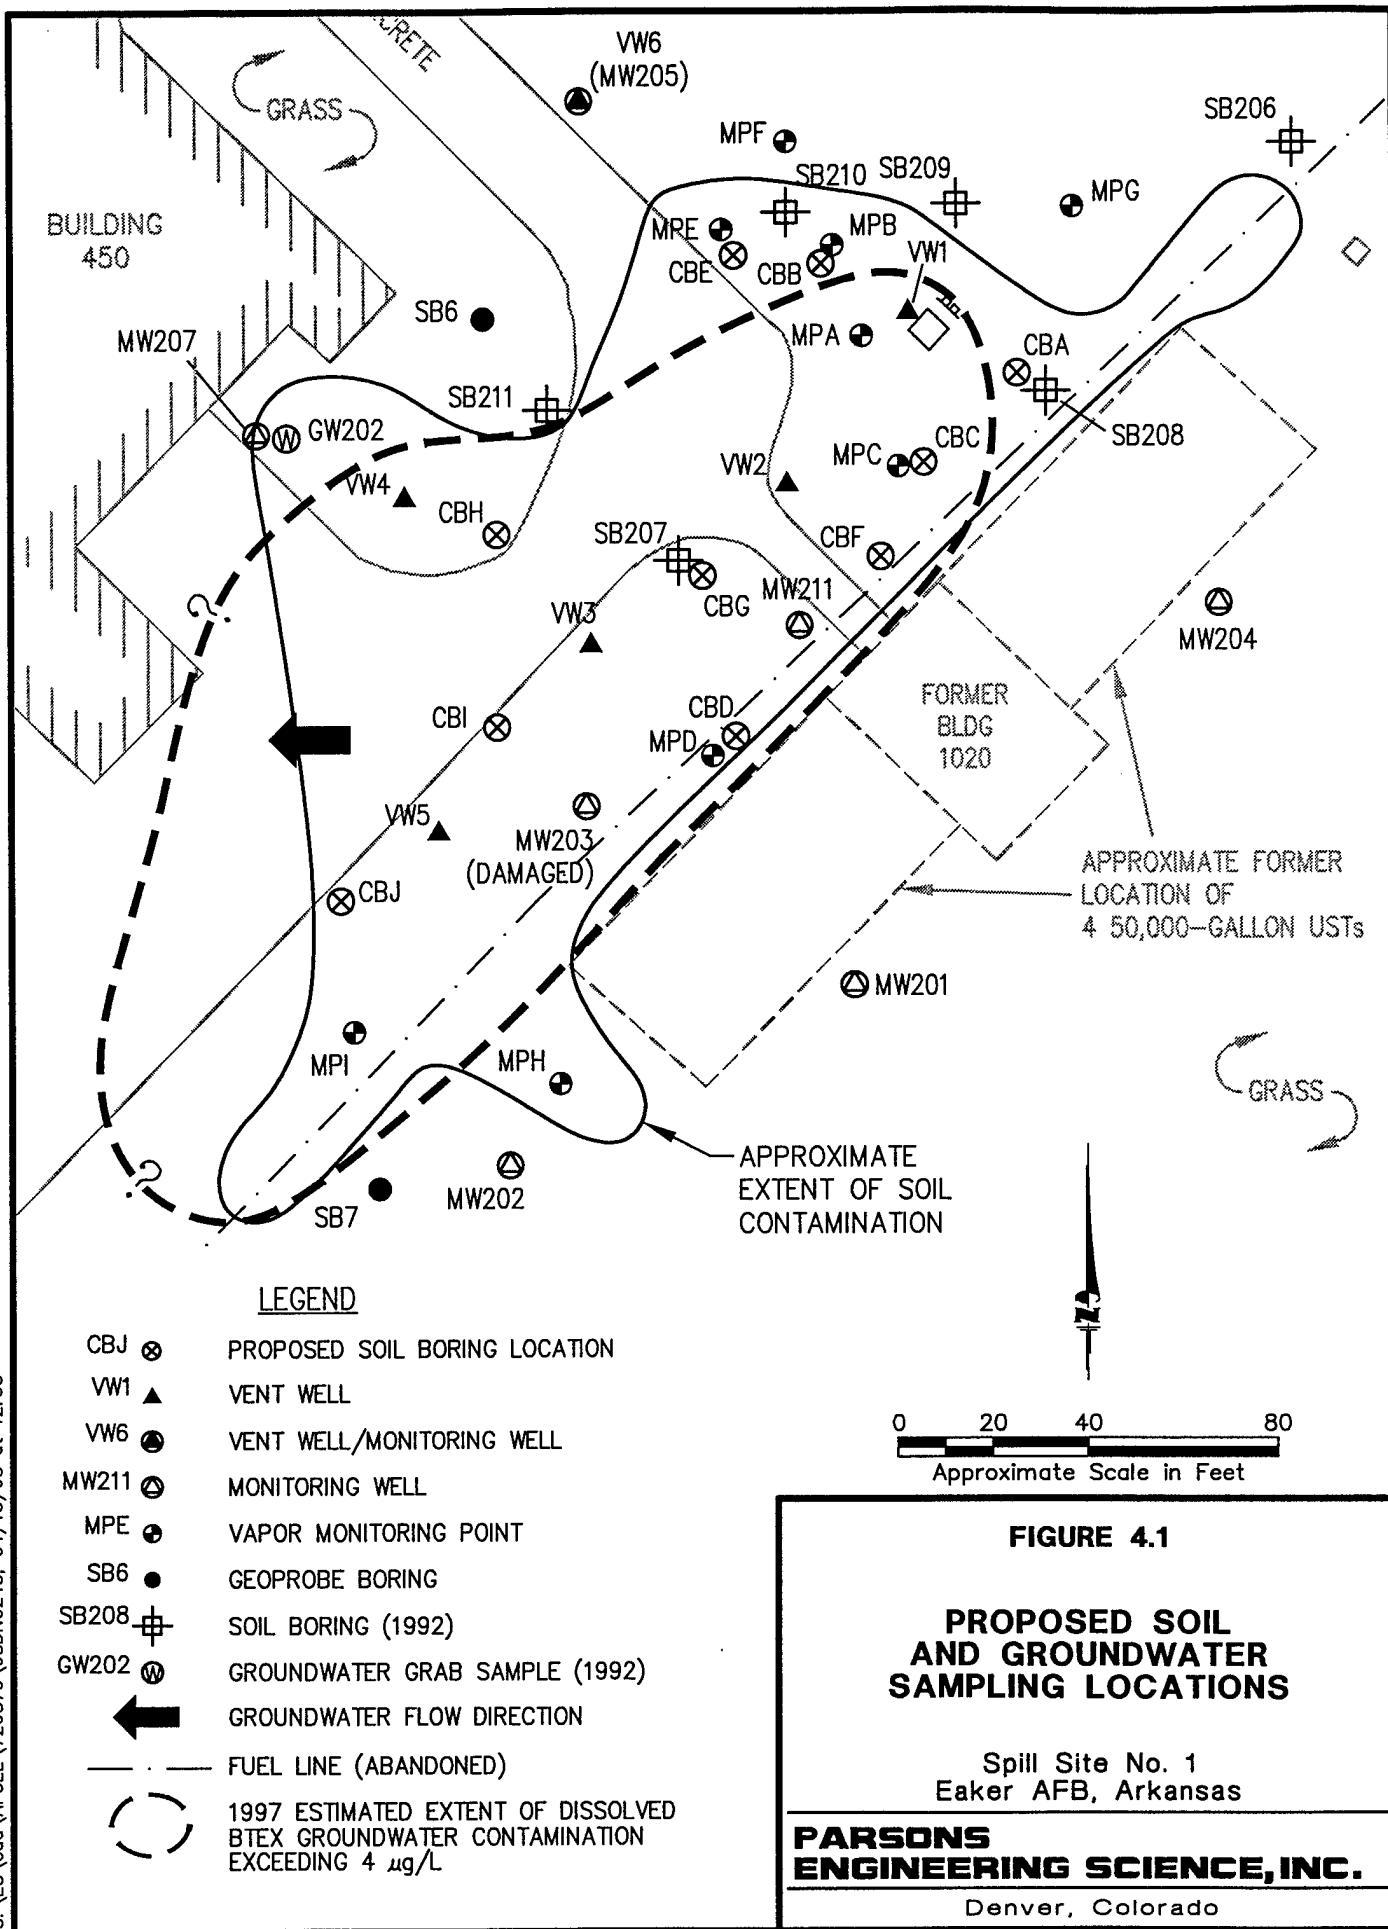 VW6
(MW205)
GRASS
MPF
SB206
SB210
SB209
MPG
BUILDING
450
MPE
MPB
VW1
CBE
CBB
SB6
MPA
MW207
CBA
SB211
GW202
SB208
VW4
VW2
MPC
CBC
CBH
SB207
CBF
CBG
MW211
?
VW3
MW204
FORMER
BLDG
1020
CBI
CBD
MPD
VW5
MW203
(DAMAGED)
APPROXIMATE FORMER
LOCATION OF
4 50,000-GALLON USTs
CBJ
MW201
MPI
MPH
GRASS
APPROXIMATE
EXTENT OF SOIL
CONTAMINATION
?
MW202
SB7
N
LEGEND
CBJ PROPOSED SOIL BORING LOCATION
VW1 VENT WELL
VW6 VENT WELL/MONITORING WELL
MW211 MONITORING WELL
MPE VAPOR MONITORING POINT
SB6 GEOPROBE BORING
SB208 SOIL BORING (1992)
GW202 W GROUNDWATER GRAB SAMPLE (1992)
GROUNDWATER FLOW DIRECTION
FUEL LINE (ABANDONED)
1997 ESTIMATED EXTENT OF DISSOLVED
BTEX GROUNDWATER CONTAMINATION
EXCEEDING 4 µg/L
0 20 40 80
Approximate Scale in Feet
FIGURE 4.1
PROPOSED SOIL
AND GROUNDWATER
SAMPLING LOCATIONS
Spill Site No. 1
Eaker AFB, Arkansas
PARSONS
ENGINEERING SCIENCE, INC.
Denver, Colorado